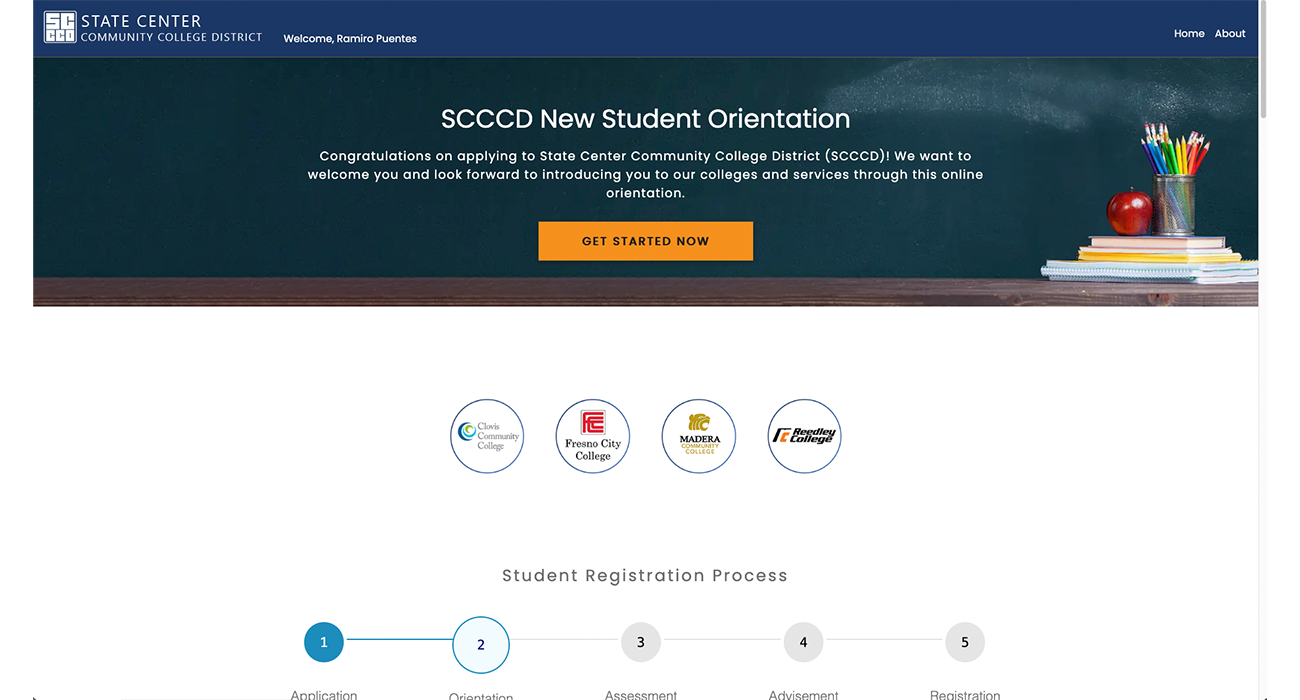 STATE CENTER
COMMUNITY COLLEGE DISTRICT
Welcome, Ramiro Puentes
Home About
SCCCD New Student Orientation
Congratulations on applying to State Center Community College District (SCCCD)! We want to
welcome you and look forward to introducing you to our colleges and services through this online
orientation.
GET STARTED NOW
Clovis
Community
College
Fresno City
College
MADERA
COMMUNITY
COLLEGE
Reedley
College
Student Registration Process
1 2 3 4 5
Application Orientation Assessment Advisement Registration